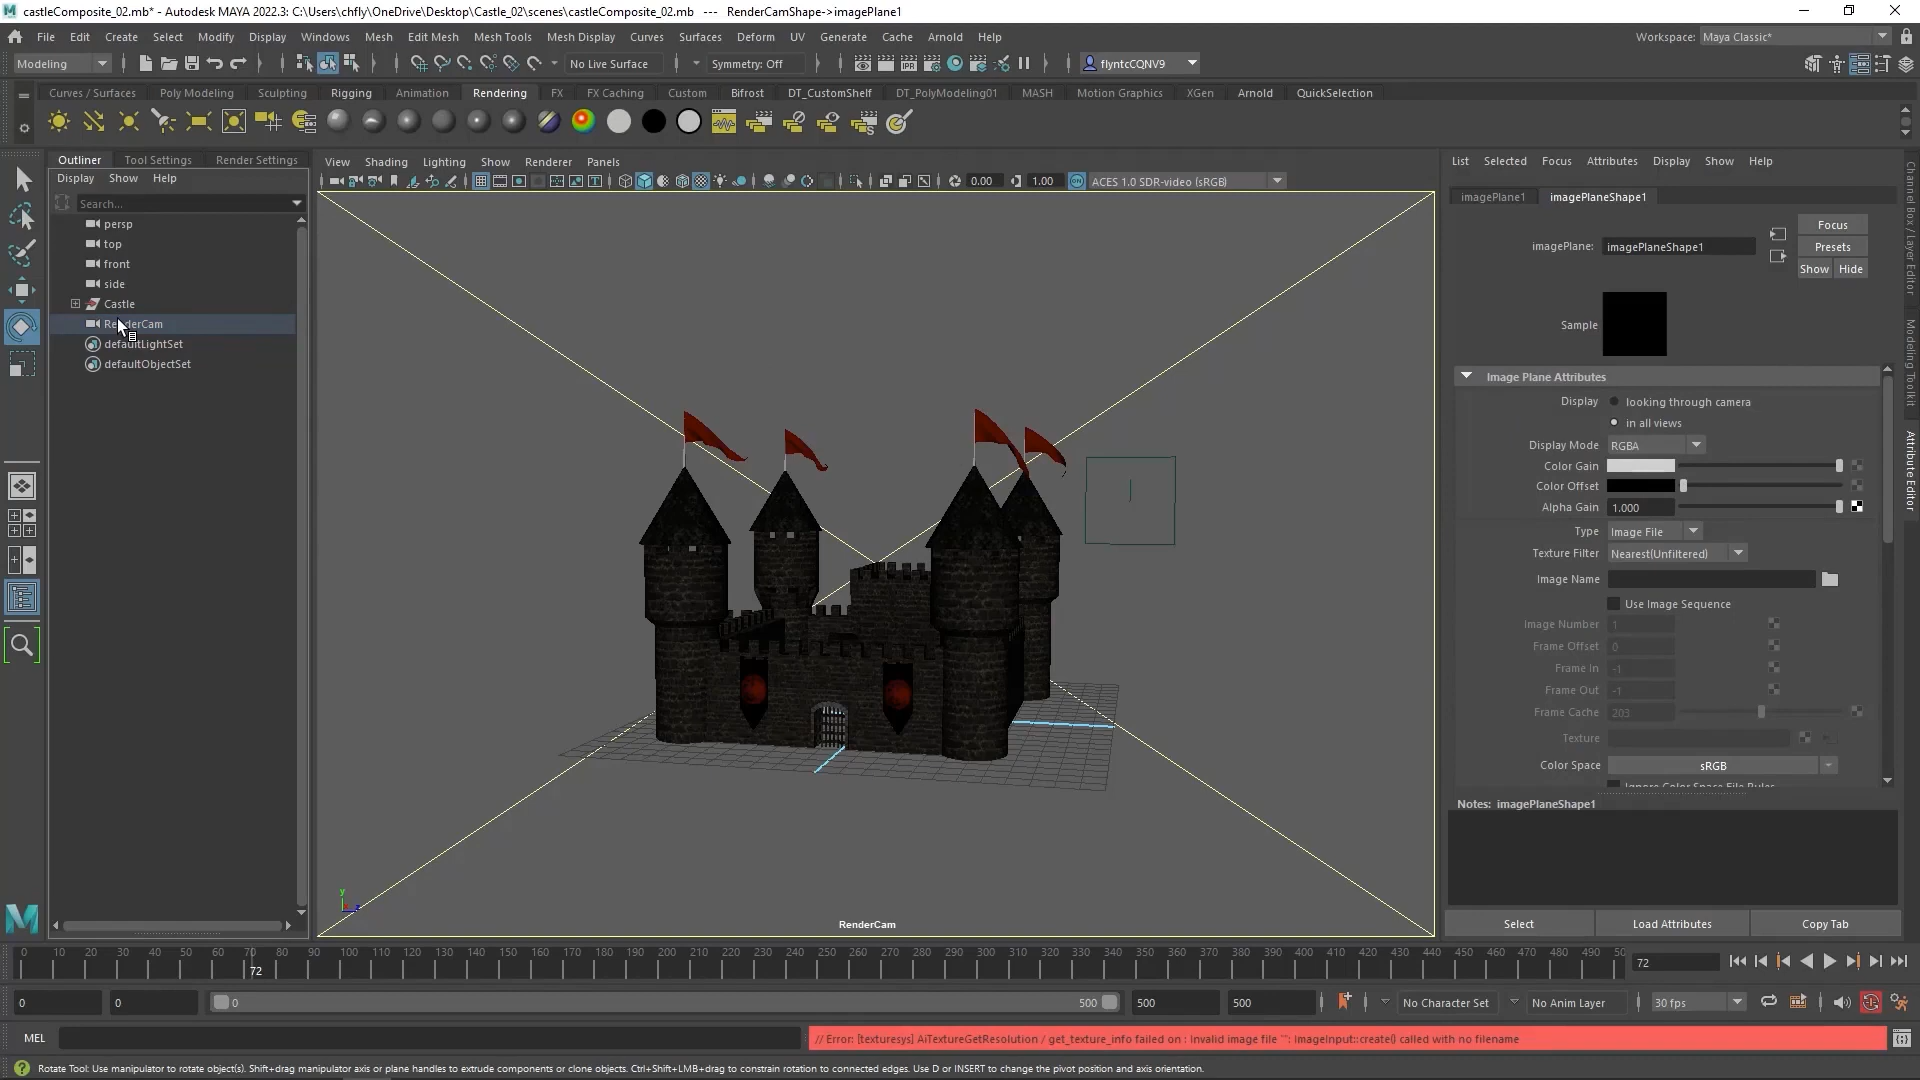 castleComposite_02.mb* - Autodesk MAYA 2022.3: C:\Users\chfly\OneDrive\Desktop\Castle_02\scenes\castleComposite_02.mb --- RenderCamShape->imagePlane1
File Edit Create Select Modify Display Windows Mesh Edit Mesh Mesh Tools Mesh Display Curves Surfaces Deform UV Generate Cache Arnold Help
Workspace: Maya Classic*
Modeling No Live Surface Symmetry: Off flyntcCQNV9
Curves / Surfaces Poly Modeling Sculpting Rigging Animation Rendering FX FX Caching Custom Bifrost DT_CustomShelf DT_PolyModeling01 MASH Motion Graphics XGen Arnold QuickSelection
Outliner Tool Settings Render Settings
Display Show Help
Search...
persp
top
front
side
Castle
RenderCam
defaultLightSet
defaultObjectSet
View Shading Lighting Show Renderer Panels
0.00 1.00 ON ACES 1.0 SDR-video (sRGB)
RenderCam
y
z
List Selected Focus Attributes Display Show Help
imagePlane1 imagePlaneShape1
imagePlane: imagePlaneShape1
Focus
Presets
Show Hide
Sample
Image Plane Attributes
Display looking through camera
in all views
Display Mode RGBA
Color Gain
Color Offset
Alpha Gain 1.000
Type Image File
Texture Filter Nearest(Unfiltered)
Image Name
Use Image Sequence
Image Number 1
Frame Offset 0
Frame In -1
Frame Out -1
Frame Cache 203
Texture
Color Space sRGB
Ignore Color Space File Rules
Notes: imagePlaneShape1
Select Load Attributes Copy Tab
Channel Box / Layer Editor
Modeling Toolkit
Attribute Editor
0 10 20 30 40 50 60 70 80 90 100 110 120 130 140 150 160 170 180 190 200 210 220 230 240 250 260 270 280 290 300 310 320 330 340 350 360 370 380 390 400 410 420 430 440 450 460 470 480 490 50
72
72
0 0 0 500 500 500 No Character Set No Anim Layer 30 fps
MEL
// Error: [texturesys] AiTextureGetResolution / get_texture_info failed on : Invalid image file "": ImageInput::create() called with no filename
Rotate Tool: Use manipulator to rotate object(s). Shift+drag manipulator axis or plane handles to extrude components or clone objects. Ctrl+Shift+LMB+drag to constrain rotation to connected edges. Use D or INSERT to change the pivot position and axis orientation.